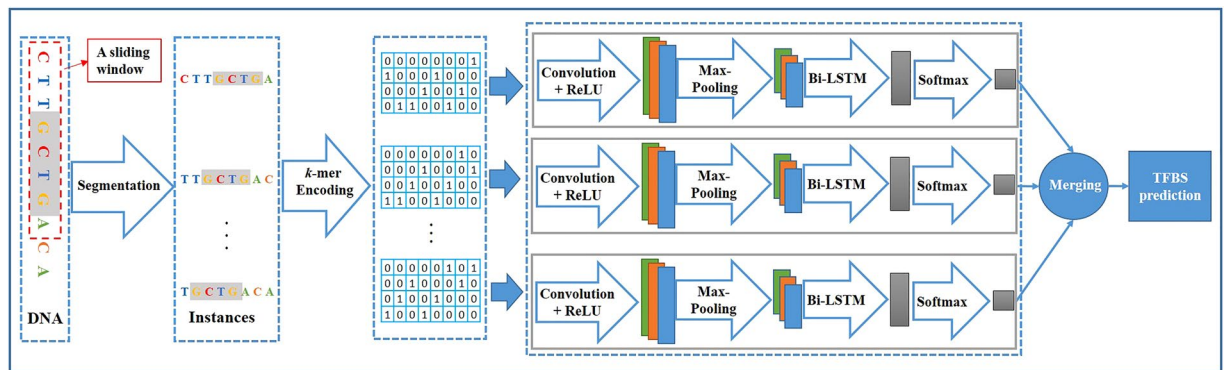 C
T
T
G
C
T
G
A
C
A
DNA
A sliding
window
Segmentation
C T T G C T G A
T T G C T G A C
. . .
T G C T G A C A
Instances
k-mer
Encoding
0 0 0 0 0 0 0 1
1 0 0 0 1 0 0 0
0 0 0 1 0 0 1 0
0 1 1 0 0 1 0 0
0 0 0 0 0 0 1 0
0 0 0 1 0 0 0 1
0 0 1 0 0 1 0 0
1 1 0 0 1 0 0 0
. . .
0 0 0 0 0 1 0 1
0 0 1 0 0 0 1 0
0 1 0 0 1 0 0 0
1 0 0 1 0 0 0 0
Convolution
+ ReLU
Max-
Pooling
Bi-LSTM
Softmax
Convolution
+ ReLU
Max-
Pooling
Bi-LSTM
Softmax
Convolution
+ ReLU
Max-
Pooling
Bi-LSTM
Softmax
Merging
TFBS
prediction